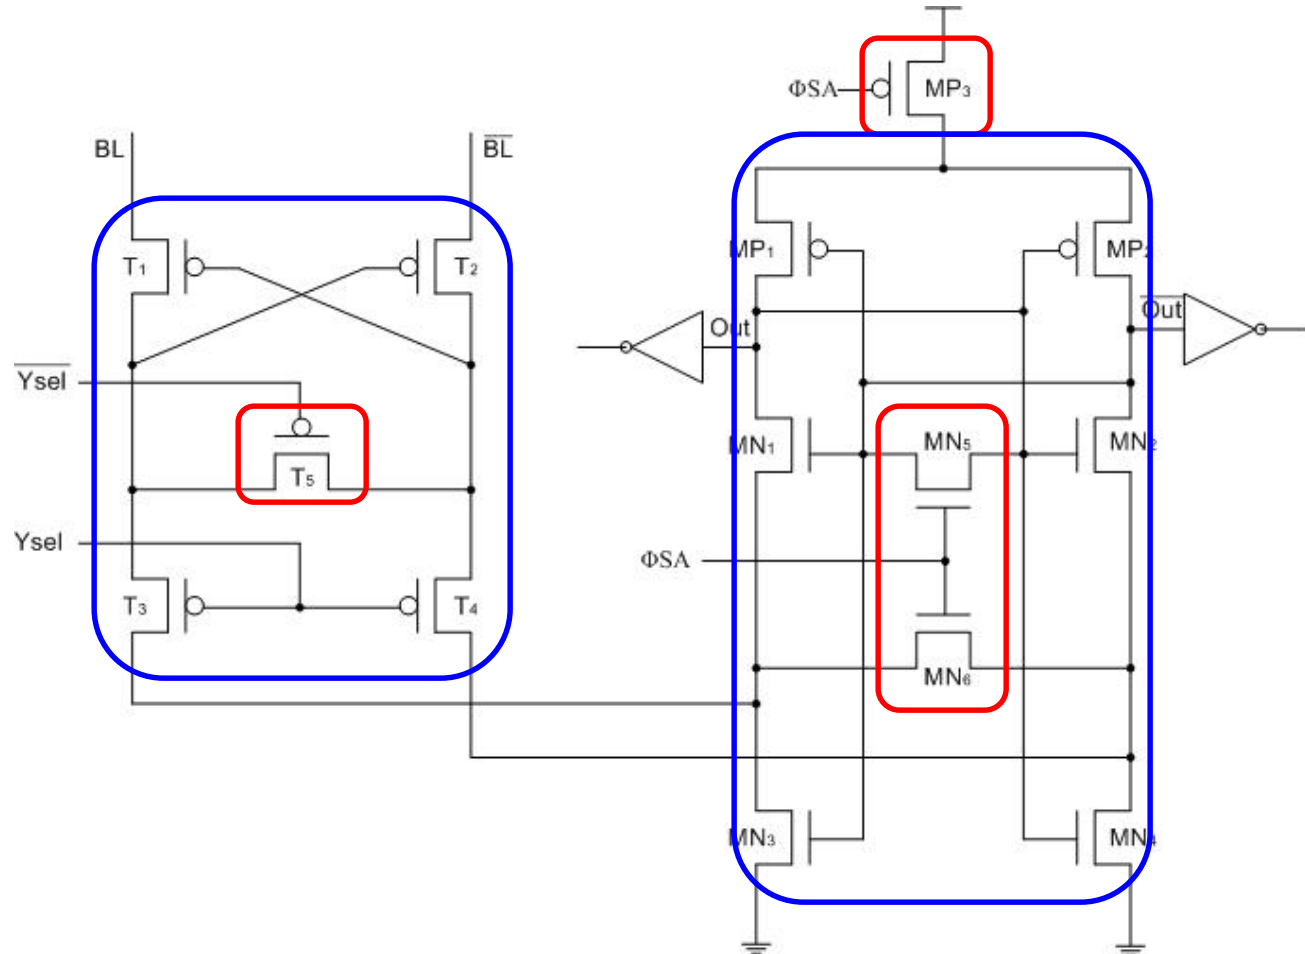 ΦSA
MP3
BL
BL
T1
T2
MP1
MP2
Out
Out
Ysel
MN1
MN5
MN2
T5
Ysel
ΦSA
T3
T4
MN6
MN3
MN4